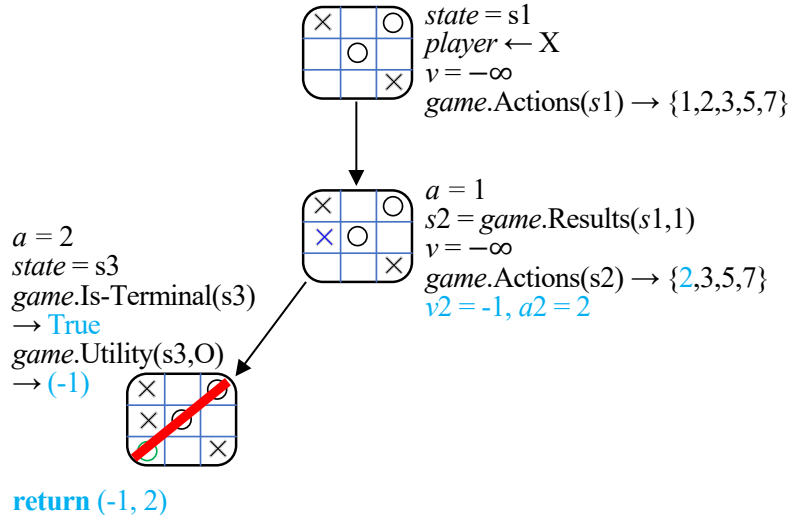 state = s1
player ← X
v = −∞
game.Actions(s1) → {1,2,3,5,7}
a = 1
s2 = game.Results(s1,1)
v = −∞
game.Actions(s2) → {2,3,5,7}
v2 = -1, a2 = 2
a = 2
state = s3
game.Is-Terminal(s3)
→ True
game.Utility(s3,O)
→ (-1)
return (-1, 2)